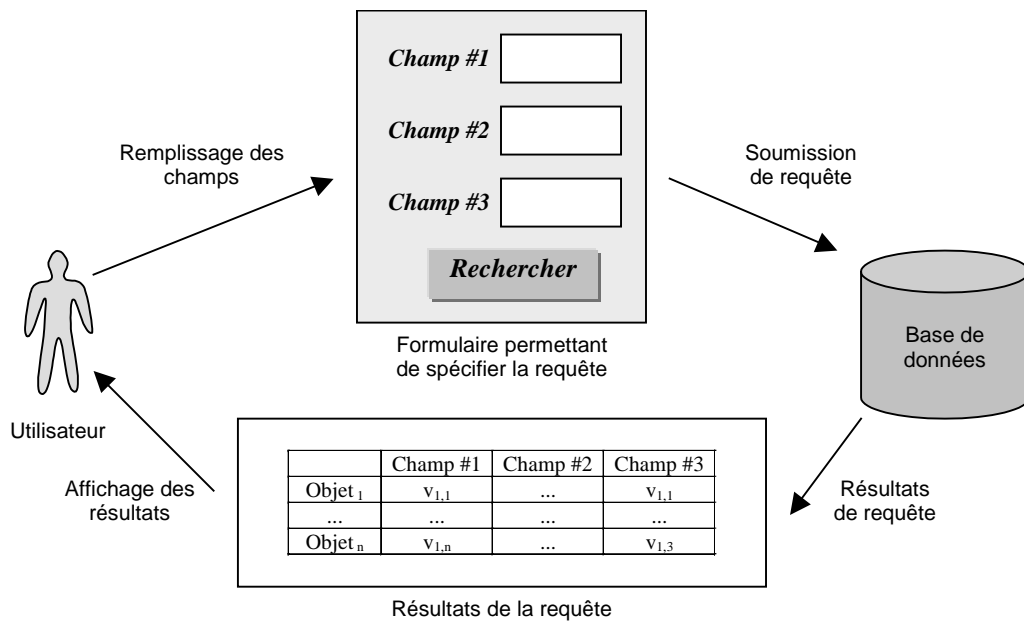 Champ #1
Champ #2
Champ #3
Rechercher
Remplissage des
champs
Soumission
de requête
Formulaire permettant
de spécifier la requête
Base de
données
Utilisateur
Champ #1 Champ #2 Champ #3
Objet 1 v1,1 ... v1,1
... ... ... ...
Objet n v1,n ... v1,3
Affichage des
résultats
Résultats
de requête
Résultats de la requête